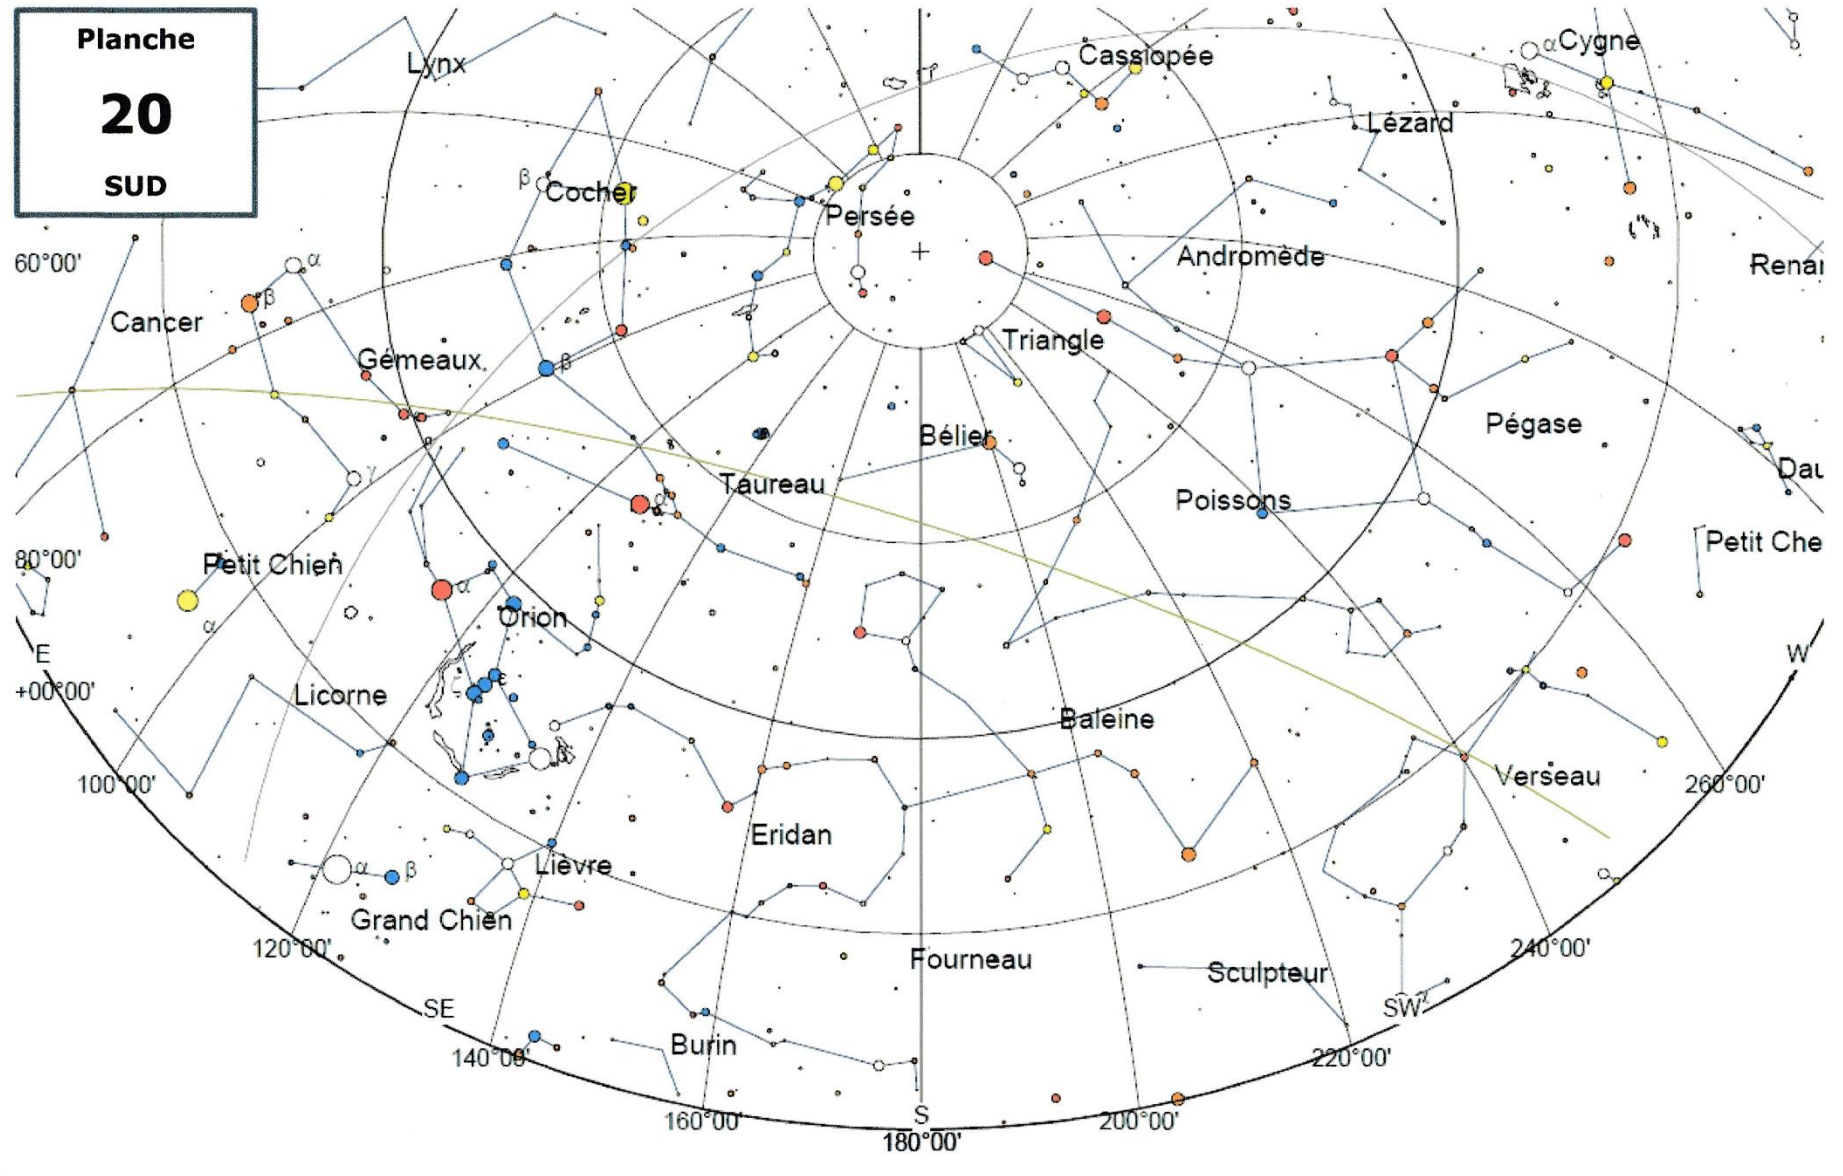 Planche
20
SUD
Lynx
Cassiopée
α
Cygne
Lézard
β
Cocher
Persée
Andromède
60°00'
α
β
Cancer
Gémeaux
β
Triangle
Pégase
Bélier
γ
Taureau
α
Poissons
80°00'
Petit Chien
α
α
Orion
E
+00°00'
Licorne
ε
ζ
Baleine
W
100°00'
β
Verseau
260°00'
Eridan
α
β
Lièvre
Grand Chien
120°00'
Fourneau
Sculpteur
240°00'
SE
SW
Burin
140°00'
220°00'
160°00'
S
200°00'
180°00'
Renar
Dau
Petit Che